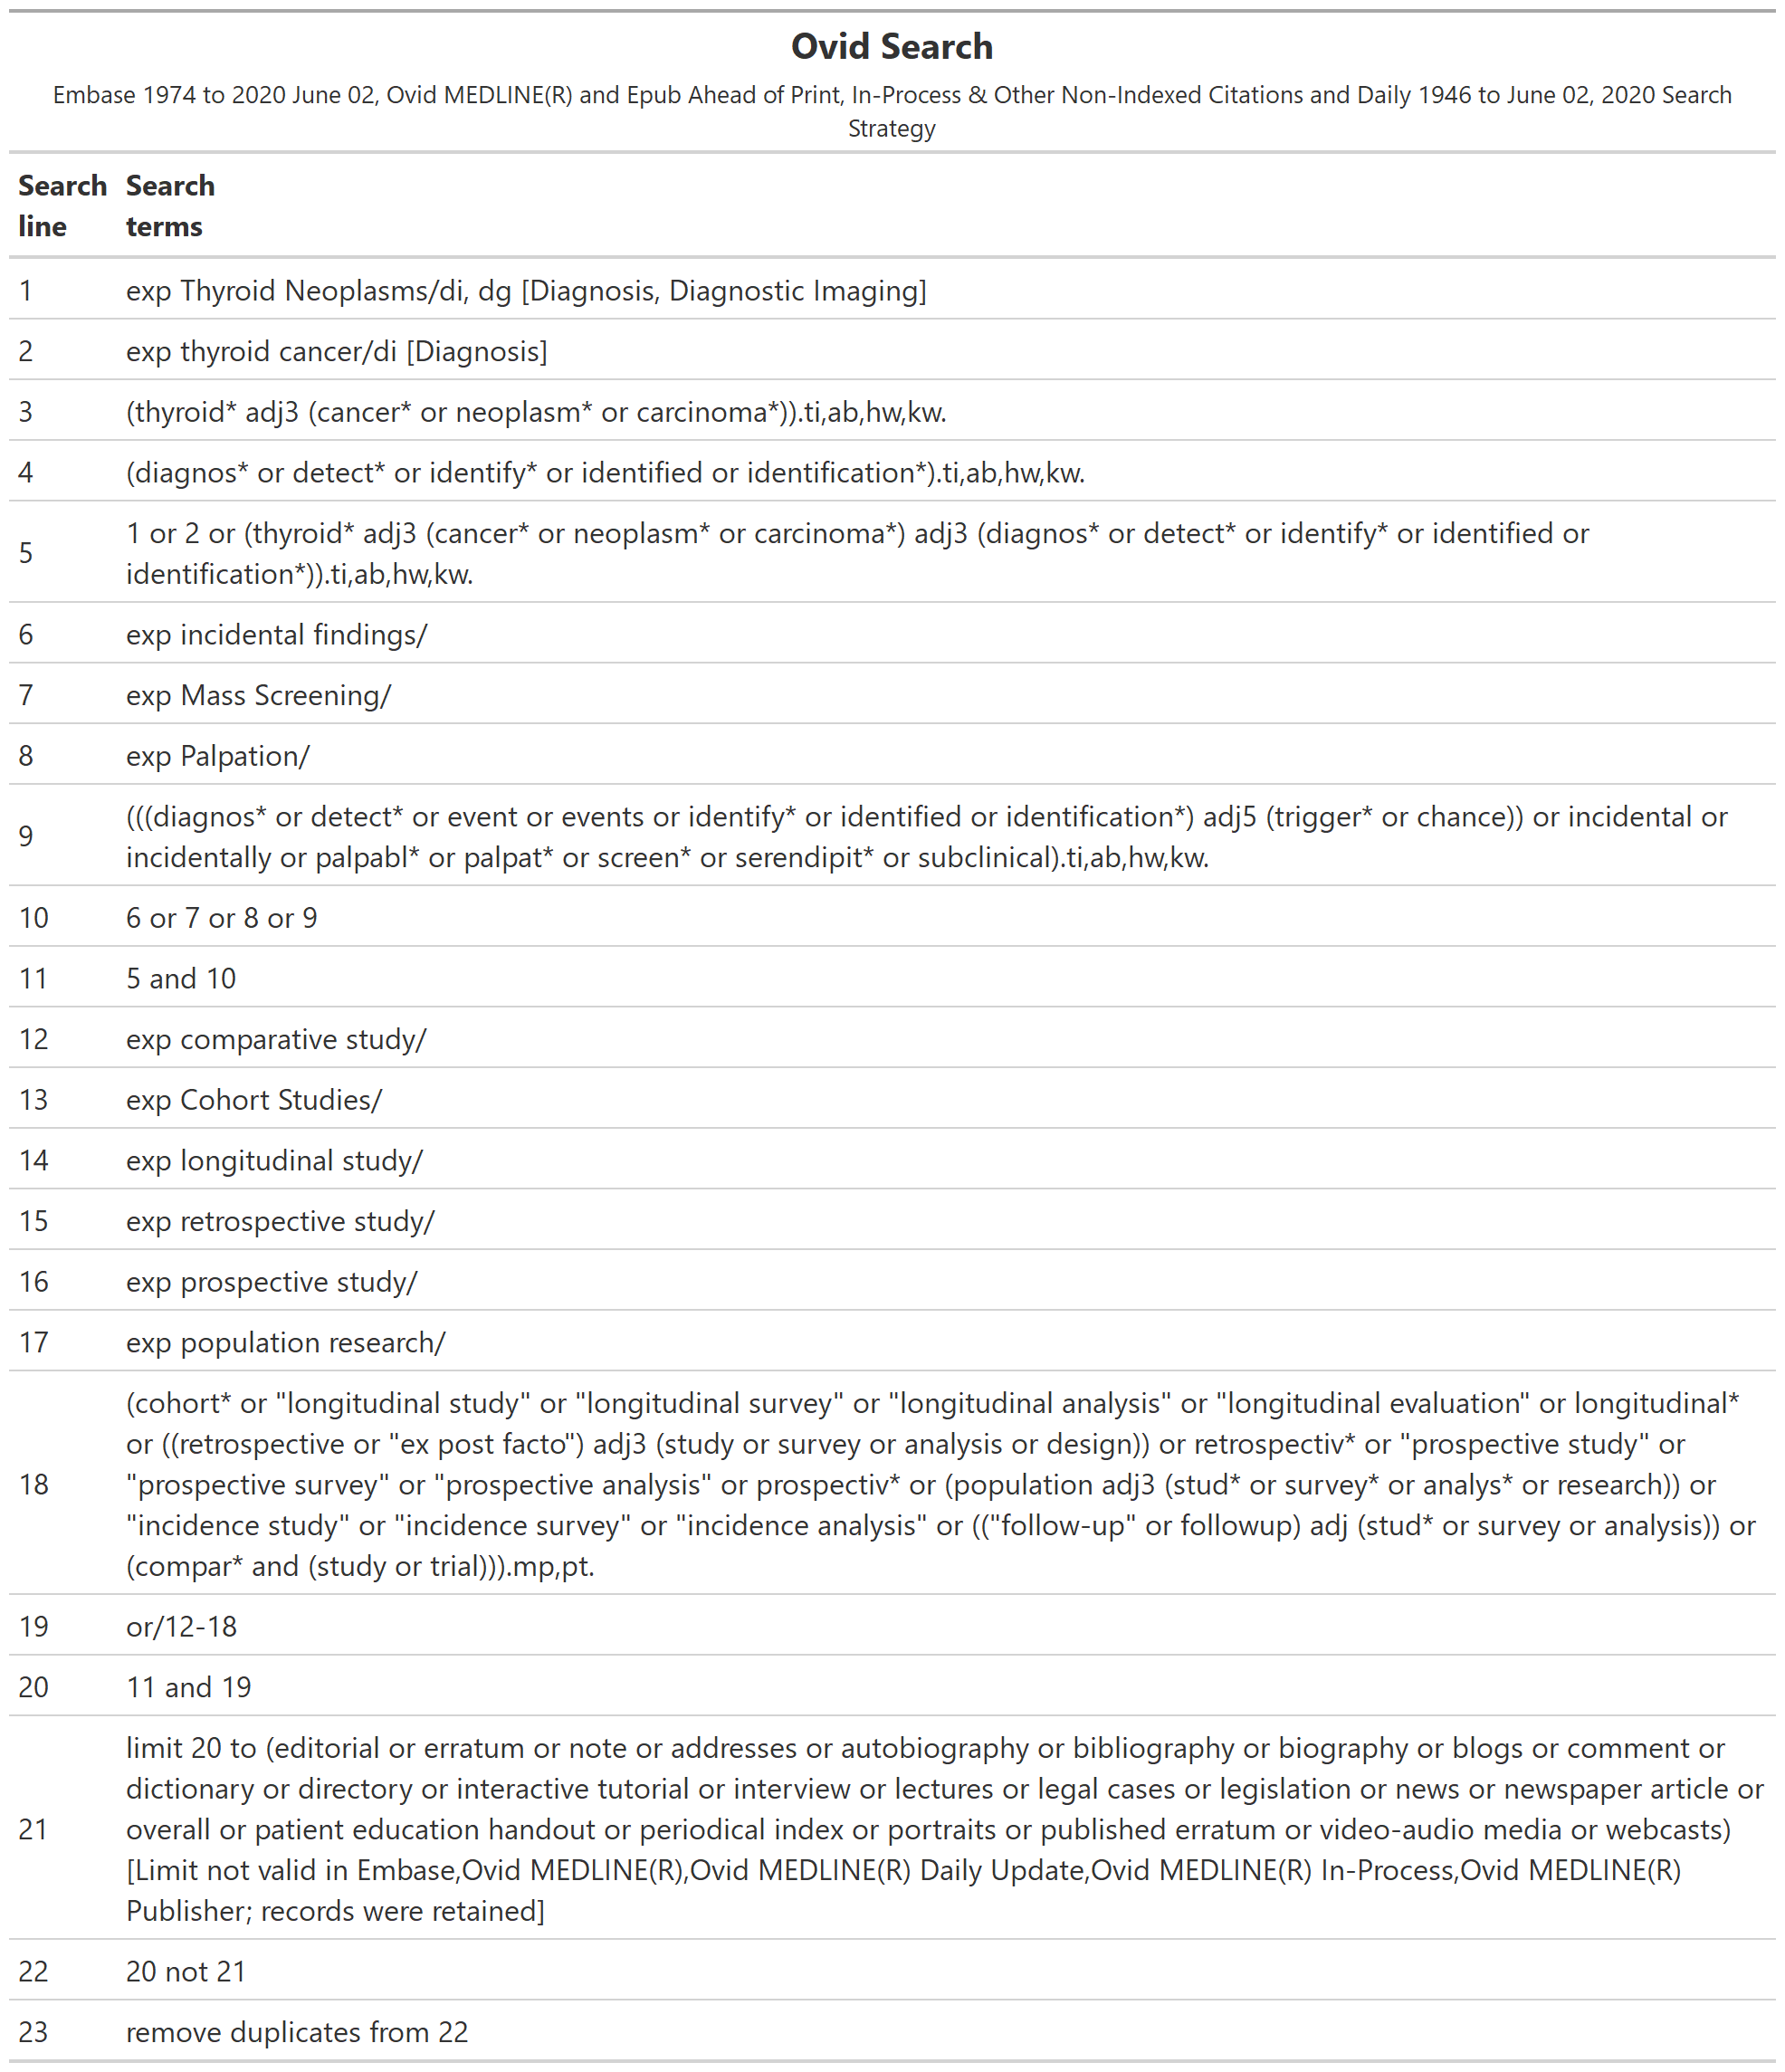 Ovid Search
Embase 1974 to 2020 June 02, Ovid MEDLINE(R) and Epub Ahead of Print, In-Process & Other Non-Indexed Citations and Daily 1946 to June 02, 2020 Search
Strategy
Search line Search terms
1 exp Thyroid Neoplasms/di, dg [Diagnosis, Diagnostic Imaging]
2 exp thyroid cancer/di [Diagnosis]
3 (thyroid* adj3 (cancer* or neoplasm* or carcinoma*)).ti,ab,hw,kw.
4 (diagnos* or detect* or identify* or identified or identification*).ti,ab,hw,kw.
5 1 or 2 or (thyroid* adj3 (cancer* or neoplasm* or carcinoma*) adj3 (diagnos* or detect* or identify* or identified or
identification*)).ti,ab,hw,kw.
6 exp incidental findings/
7 exp Mass Screening/
8 exp Palpation/
9 (((diagnos* or detect* or event or events or identify* or identified or identification*) adj5 (trigger* or chance)) or incidental or
incidentally or palpabl* or palpat* or screen* or serendipit* or subclinical).ti,ab,hw,kw.
10 6 or 7 or 8 or 9
11 5 and 10
12 exp comparative study/
13 exp Cohort Studies/
14 exp longitudinal study/
15 exp retrospective study/
16 exp prospective study/
17 exp population research/
18 (cohort* or "longitudinal study" or "longitudinal survey" or "longitudinal analysis" or "longitudinal evaluation" or longitudinal*
or ((retrospective or "ex post facto") adj3 (study or survey or analysis or design)) or retrospectiv* or "prospective study" or
"prospective survey" or "prospective analysis" or prospectiv* or (population adj3 (stud* or survey* or analys* or research)) or
"incidence study" or "incidence survey" or "incidence analysis" or (("follow-up" or followup) adj (stud* or survey or analysis)) or
(compar* and (study or trial))).mp,pt.
19 or/12-18
20 11 and 19
21 limit 20 to (editorial or erratum or note or addresses or autobiography or bibliography or biography or blogs or comment or
dictionary or directory or interactive tutorial or interview or lectures or legal cases or legislation or news or newspaper article or
overall or patient education handout or periodical index or portraits or published erratum or video-audio media or webcasts)
[Limit not valid in Embase,Ovid MEDLINE(R),Ovid MEDLINE(R) Daily Update,Ovid MEDLINE(R) In-Process,Ovid MEDLINE(R)
Publisher; records were retained]
22 20 not 21
23 remove duplicates from 22